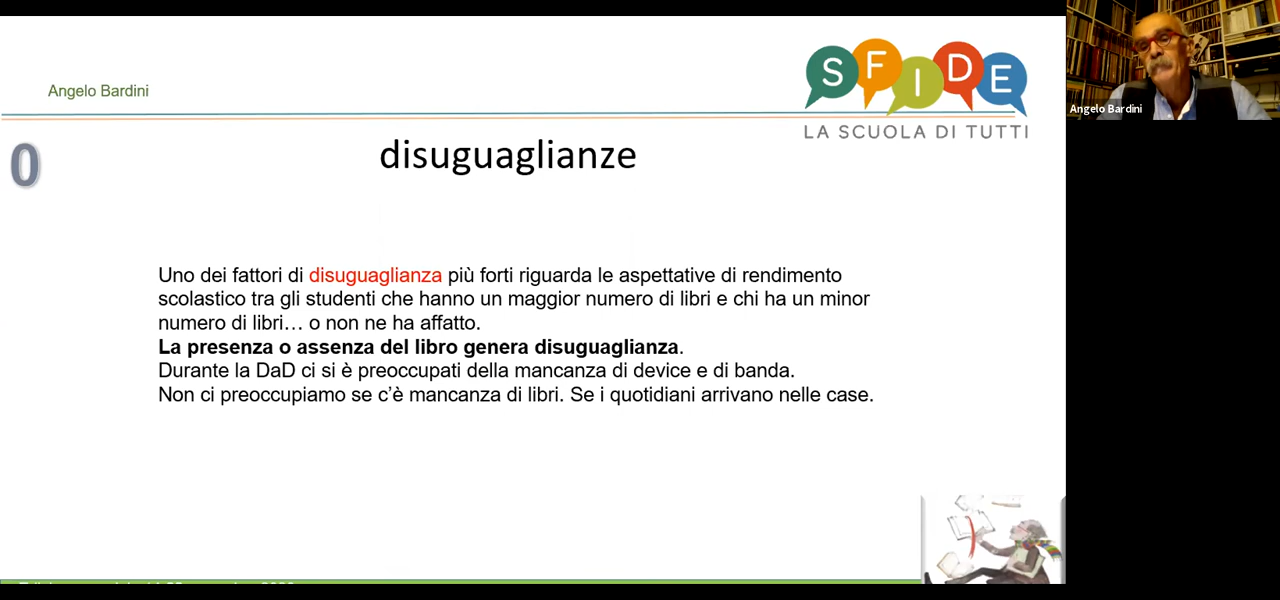 Angelo Bardini
SFIDE
LA SCUOLA DI TUTTI
Angelo Bardini
0
disuguaglianze
Uno dei fattori di disuguaglianza più forti riguarda le aspettative di rendimento
scolastico tra gli studenti che hanno un maggior numero di libri e chi ha un minor
numero di libri… o non ne ha affatto.
La presenza o assenza del libro genera disuguaglianza.
Durante la DaD ci si è preoccupati della mancanza di device e di banda.
Non ci preoccupiamo se c’è mancanza di libri. Se i quotidiani arrivano nelle case.